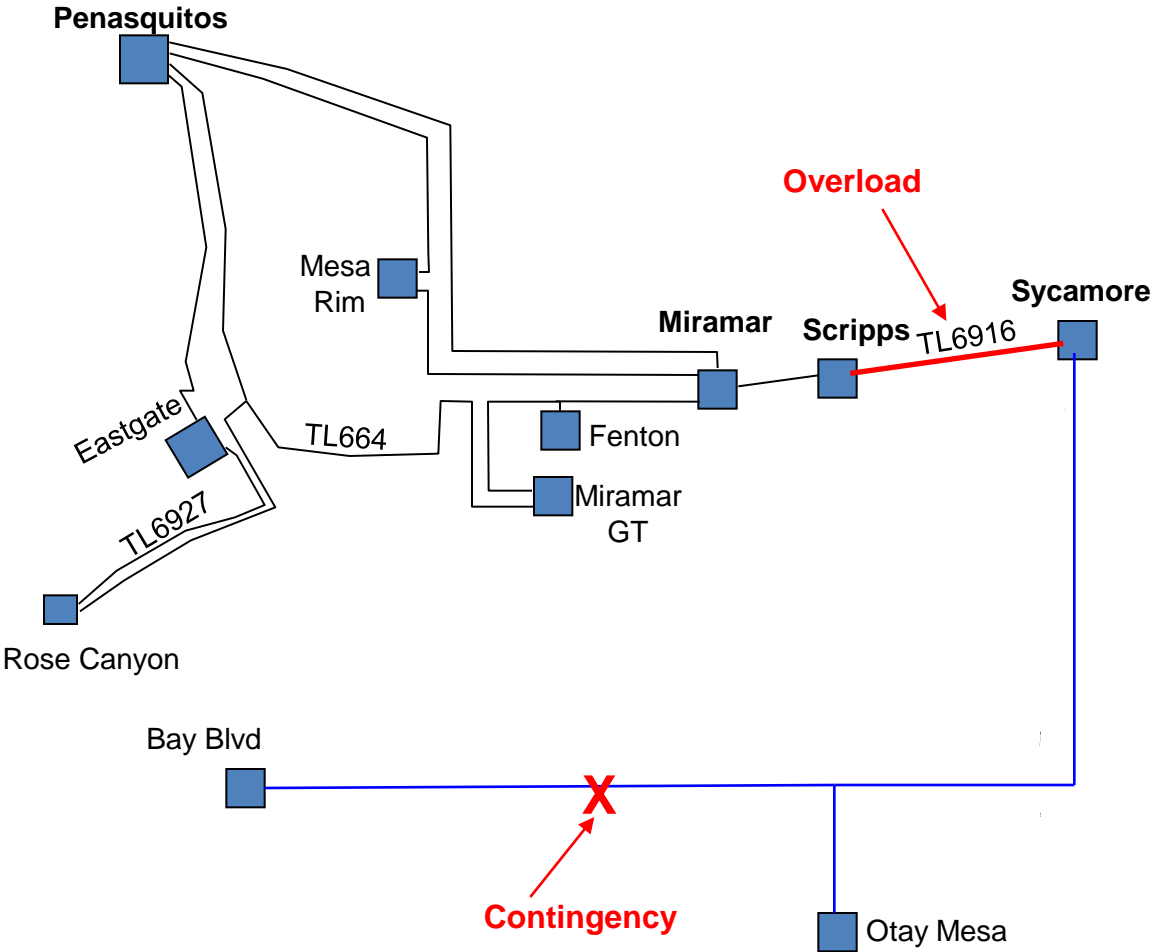 Penasquitos
Overload
Mesa
Rim
Sycamore
Miramar
Scripps
TL6916
Eastgate
TL664
Fenton
Miramar
GT
TL6927
Rose Canyon
Bay Blvd
X
Contingency
Otay Mesa